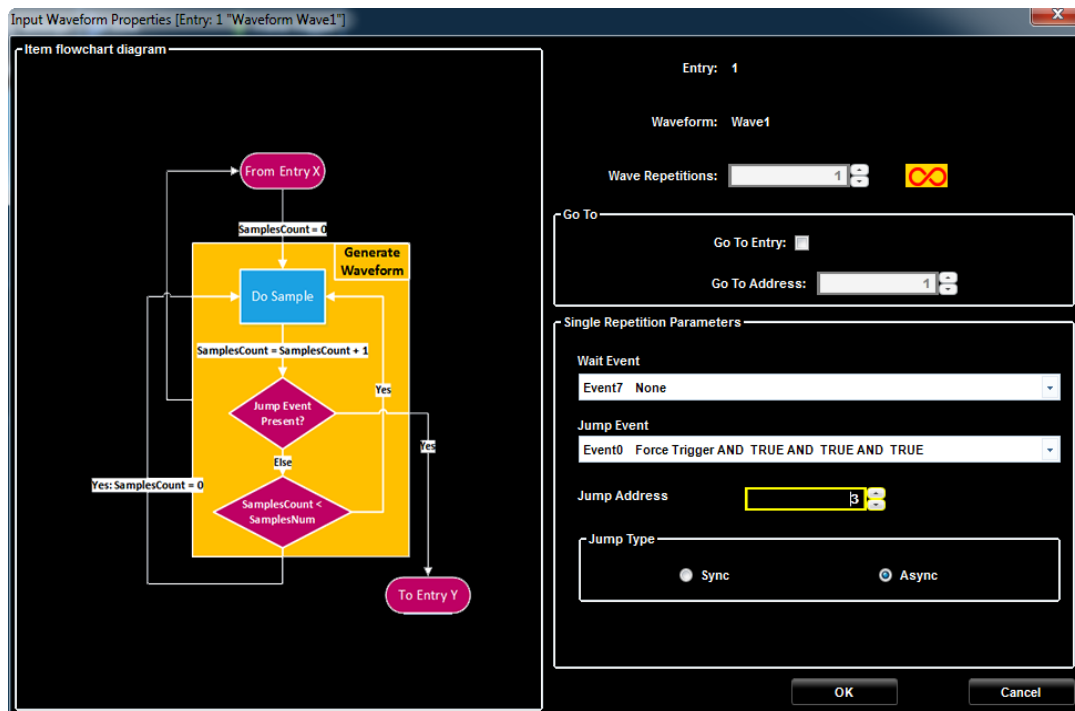 Input Waveform Properties [Entry: 1 "Waveform Wave1"]
X
Item flowchart diagram
From Entry X
SamplesCount = 0
Generate
Waveform
Do Sample
SamplesCount = SamplesCount + 1
Yes
Jump Event
Present?
Yes
Else
Yes: SamplesCount = 0
SamplesCount <
SamplesNum
To Entry Y
Entry: 1
Waveform: Wave1
Wave Repetitions: 1
Go To
Go To Entry:
Go To Address: 1
Single Repetition Parameters
Wait Event
Event7 None
Jump Event
Event0 Force Trigger AND TRUE AND TRUE AND TRUE
Jump Address 3
Jump Type
Sync Async
OK Cancel